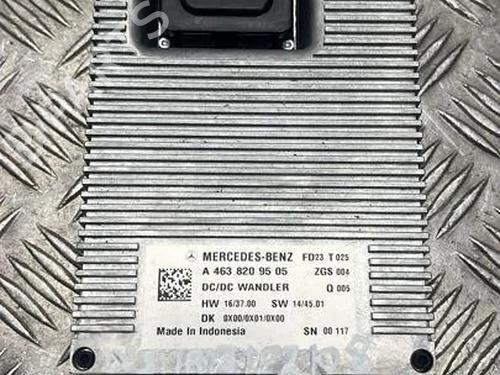 MERCEDES-BENZ FD23 T 025
A 463 820 95 05 ZGS 004
DC/DC WANDLER Q 005
HW 16/37.00 SW 14/45.01
DK 0X00/0X01/0X00
Made In Indonesia SN 00 117